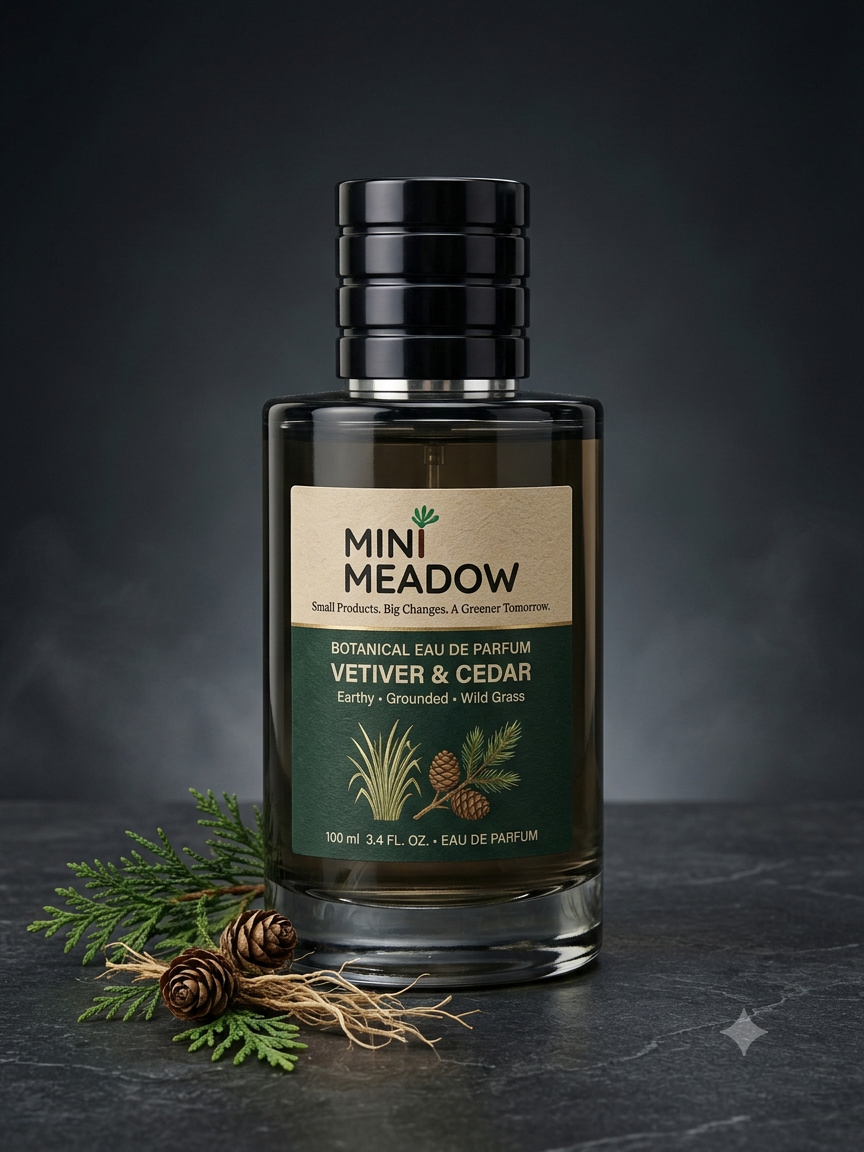 MINI
MEADOW
Small Products. Big Changes. A Greener Tomorrow.
BOTANICAL EAU DE PARFUM
VETIVER & CEDAR
Earthy • Grounded • Wild Grass
100 ml 3.4 FL. OZ. • EAU DE PARFUM